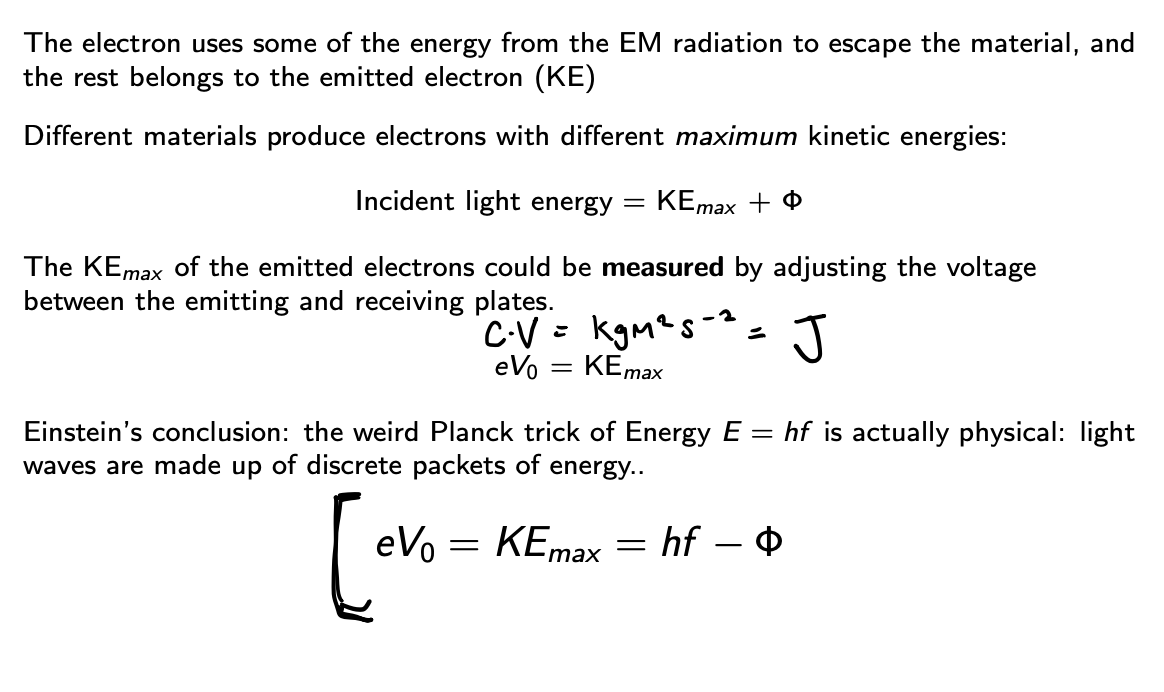 The electron uses some of the energy from the EM radiation to escape the material, and
the rest belongs to the emitted electron (KE)
Different materials produce electrons with different maximum kinetic energies:
Incident light energy = KEmax + Φ
The KEmax of the emitted electrons could be measured by adjusting the voltage
between the emitting and receiving plates.
C·V = kgm²s⁻² = J
eV₀ = KEmax
Einstein's conclusion: the weird Planck trick of Energy E = hf is actually physical: light
waves are made up of discrete packets of energy..
eV₀ = KEmax = hf − Φ